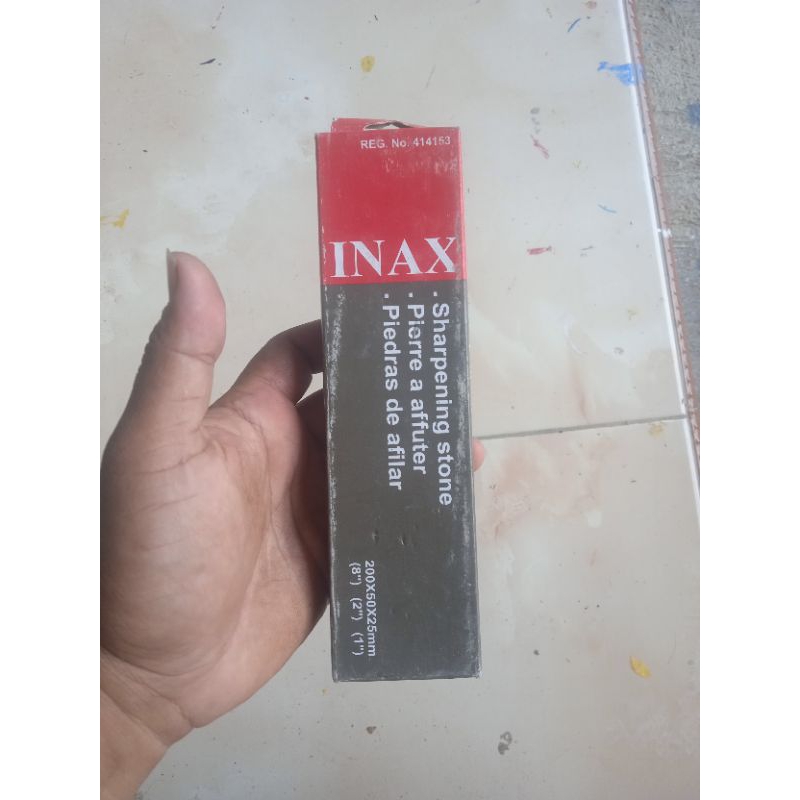 REG. No. 414153
INAX
. Sharpening stone
. Pierre a affuter
. Piedras de afilar
200X50X25mm
(8") (2") (1")